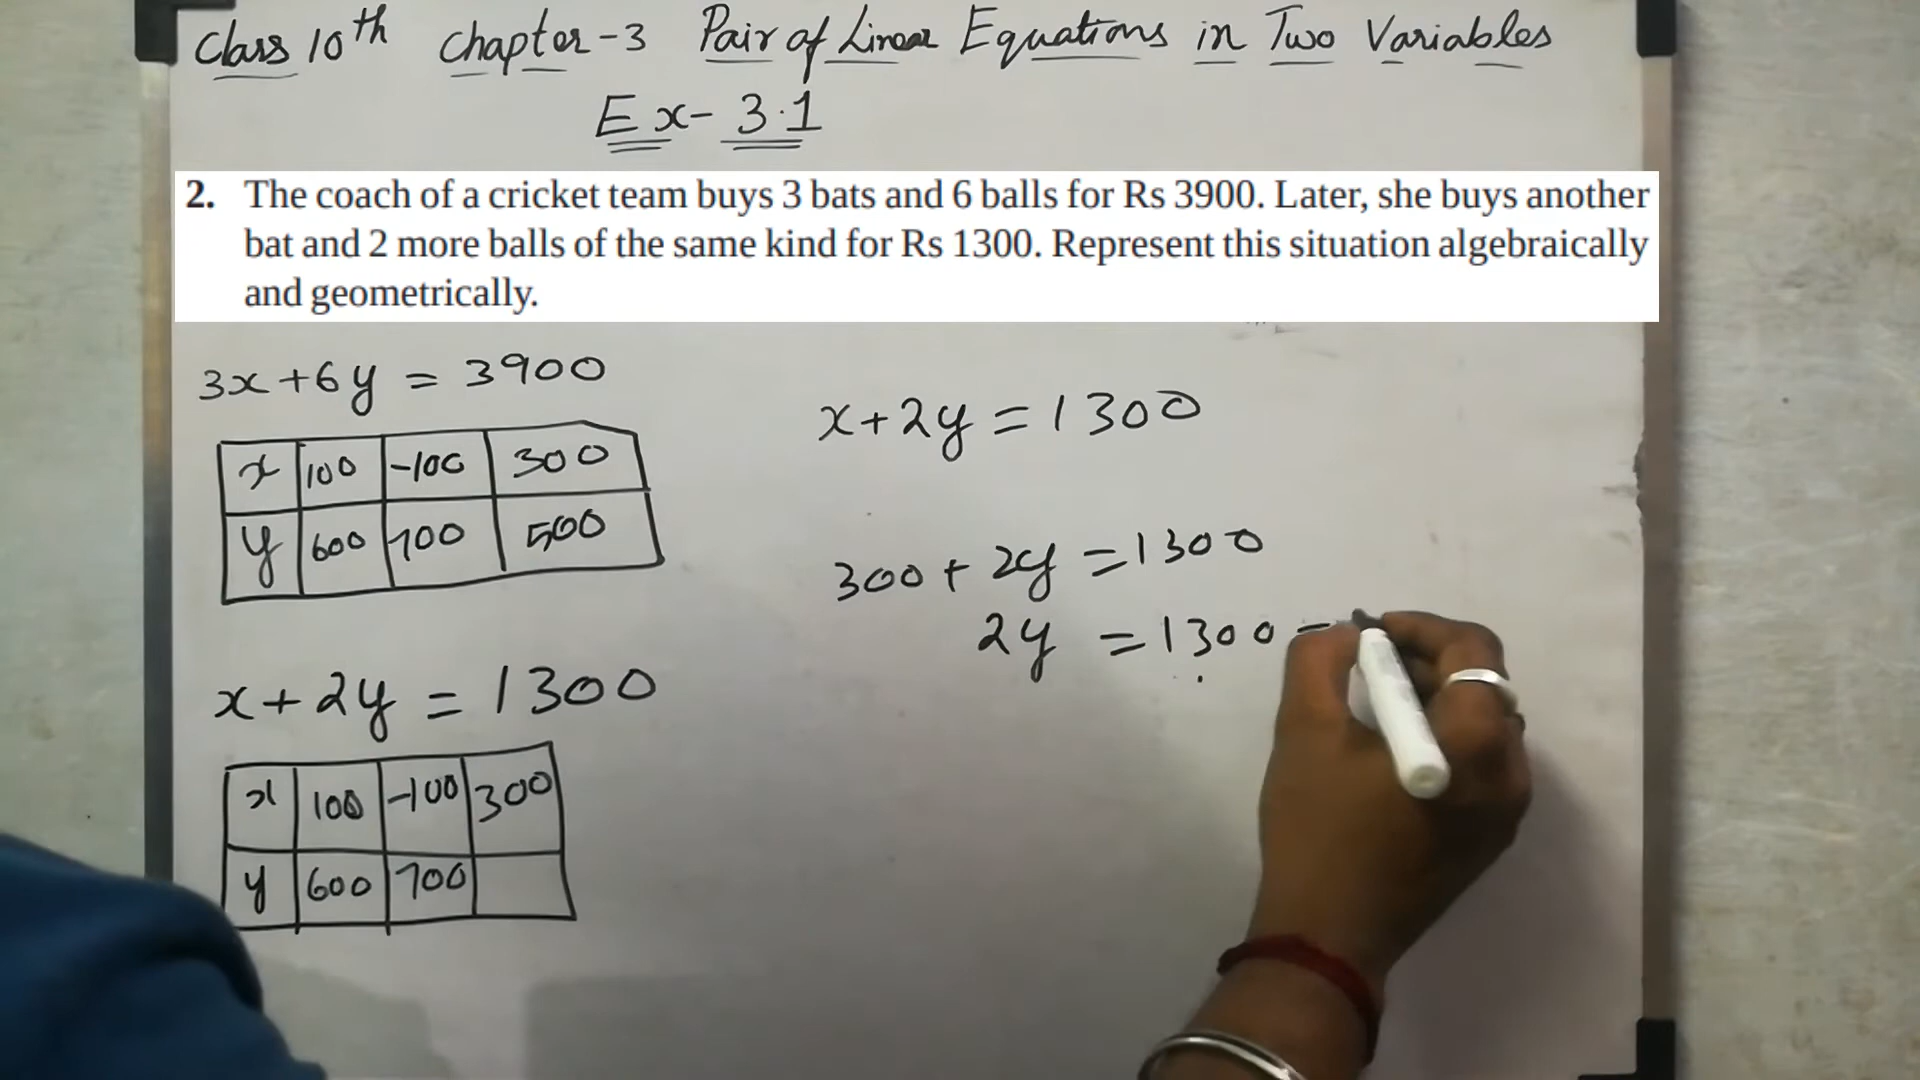 Class 10th Chapter-3 Pair of Linear Equations in Two Variables
Ex- 3.1
2. The coach of a cricket team buys 3 bats and 6 balls for Rs 3900. Later, she buys another
bat and 2 more balls of the same kind for Rs 1300. Represent this situation algebraically
and geometrically.
3x+6y = 3900
x 100 -100 300
y 600 700 500
x+2y = 1300
x 100 -100 300
y 600 700
x+2y = 1300
300 + 2y = 1300
2y = 1300 -